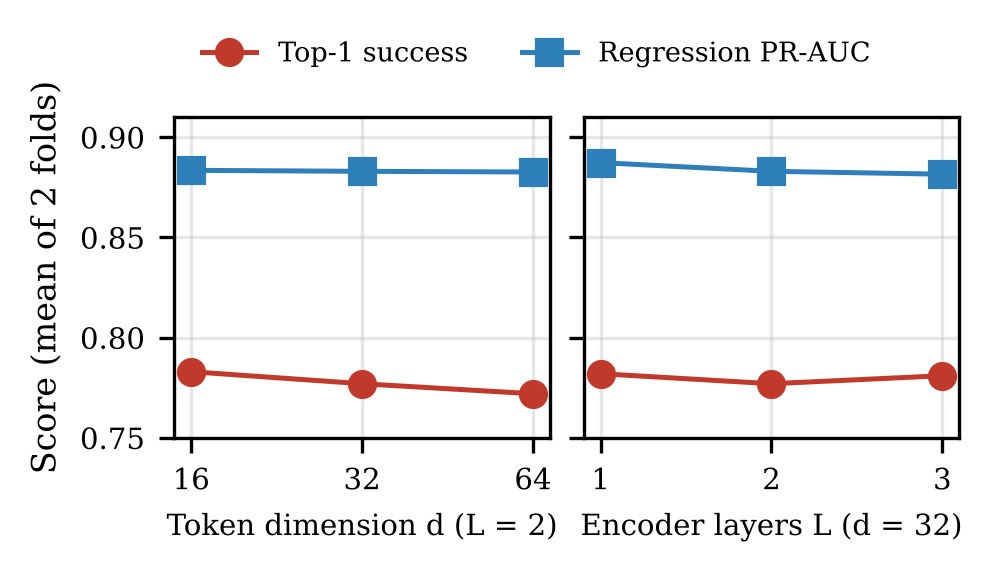 Top-1 success Regression PR-AUC
Score (mean of 2 folds)
0.90
0.85
0.80
0.75
16 32 64 1 2 3
Token dimension d (L = 2) Encoder layers L (d = 32)